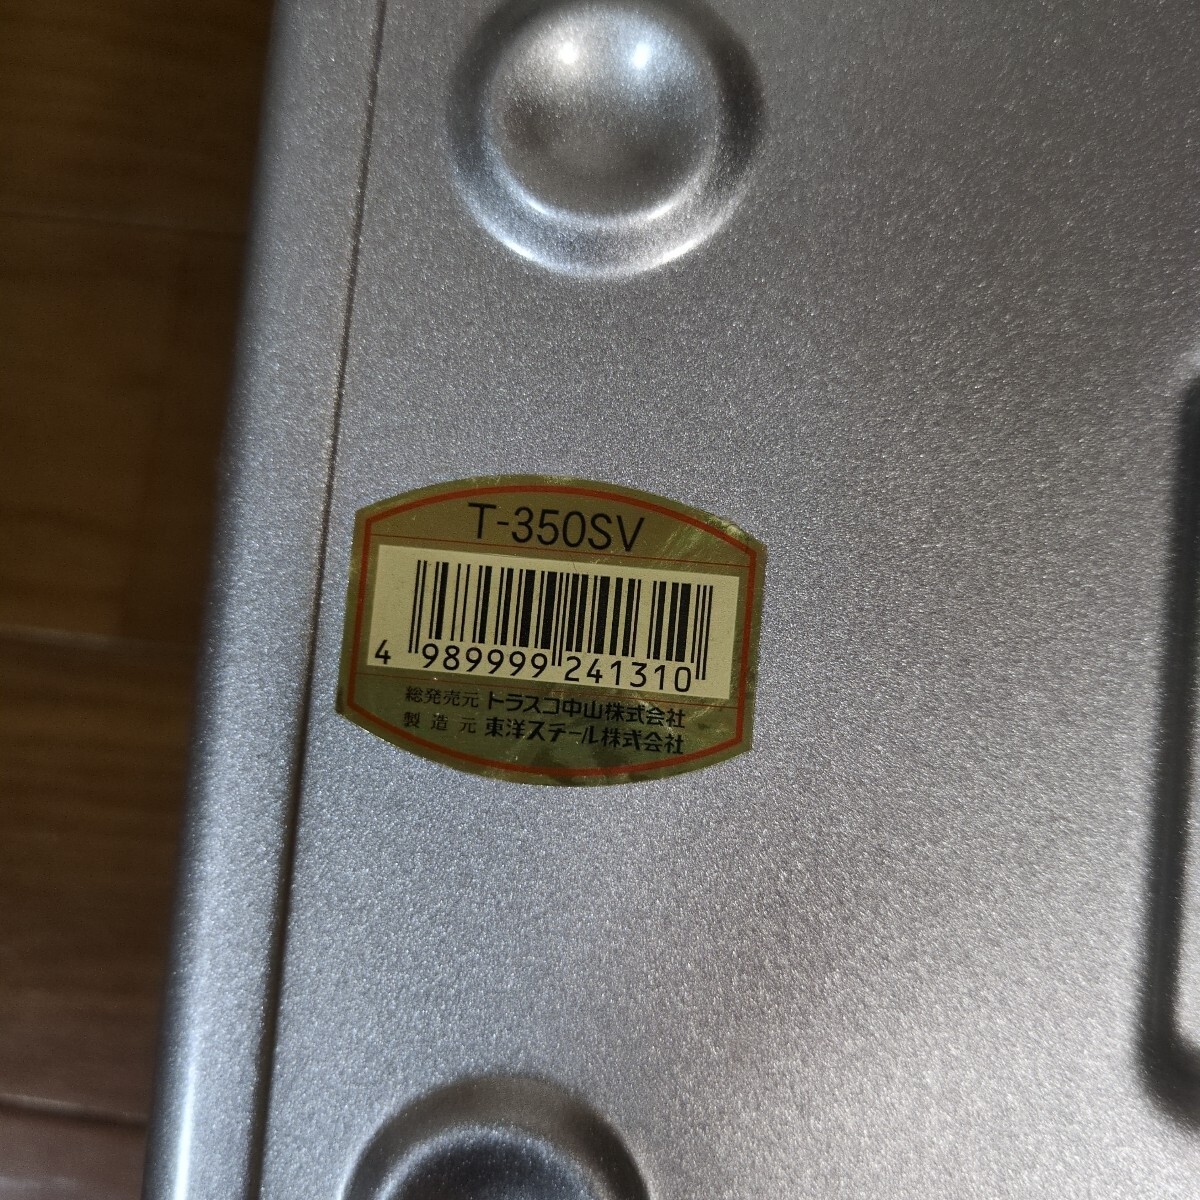 T-350SV
4 989999 241310
総発売元 トラスコ中山株式会社
製造元 東洋スチール株式会社